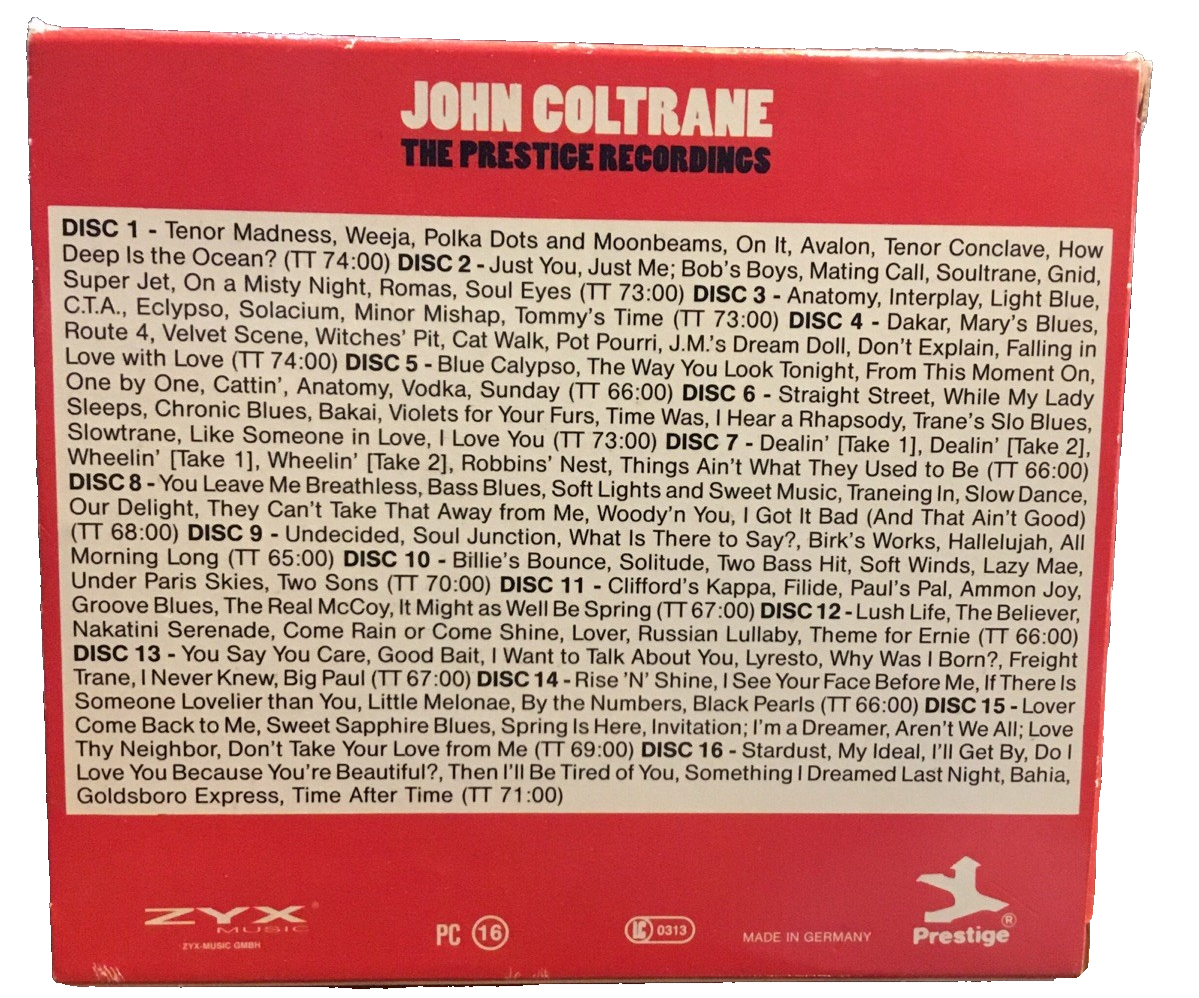 JOHN COLTRANE
THE PRESTIGE RECORDINGS
DISC 1 - Tenor Madness, Weeja, Polka Dots and Moonbeams, On It, Avalon, Tenor Conclave, How
Deep Is the Ocean? (TT 74:00) DISC 2 - Just You, Just Me; Bob's Boys, Mating Call, Soultrane, Gnid,
Super Jet, On a Misty Night, Romas, Soul Eyes (TT 73:00) DISC 3 - Anatomy, Interplay, Light Blue,
C.T.A., Eclypso, Solacium, Minor Mishap, Tommy's Time (TT 73:00) DISC 4 - Dakar, Mary's Blues,
Route 4, Velvet Scene, Witches' Pit, Cat Walk, Pot Pourri, J.M.'s Dream Doll, Don't Explain, Falling in
Love with Love (TT 74:00) DISC 5 - Blue Calypso, The Way You Look Tonight, From This Moment On,
One by One, Cattin', Anatomy, Vodka, Sunday (TT 66:00) DISC 6 - Straight Street, While My Lady
Sleeps, Chronic Blues, Bakai, Violets for Your Furs, Time Was, I Hear a Rhapsody, Trane's Slo Blues,
Slowtrane, Like Someone in Love, I Love You (TT 73:00) DISC 7 - Dealin' [Take 1], Dealin' [Take 2],
Wheelin' [Take 1], Wheelin' [Take 2], Robbins' Nest, Things Ain't What They Used to Be (TT 66:00)
DISC 8 - You Leave Me Breathless, Bass Blues, Soft Lights and Sweet Music, Traneing In, Slow Dance,
Our Delight, They Can't Take That Away from Me, Woody'n You, I Got It Bad (And That Ain't Good)
(TT 68:00) DISC 9 - Undecided, Soul Junction, What Is There to Say?, Birk's Works, Hallelujah, All
Morning Long (TT 65:00) DISC 10 - Billie's Bounce, Solitude, Two Bass Hit, Soft Winds, Lazy Mae,
Under Paris Skies, Two Sons (TT 70:00) DISC 11 - Clifford's Kappa, Filide, Paul's Pal, Ammon Joy,
Groove Blues, The Real McCoy, It Might as Well Be Spring (TT 67:00) DISC 12 - Lush Life, The Believer,
Nakatini Serenade, Come Rain or Come Shine, Lover, Russian Lullaby, Theme for Ernie (TT 66:00)
DISC 13 - You Say You Care, Good Bait, I Want to Talk About You, Lyresto, Why Was I Born?, Freight
Trane, I Never Knew, Big Paul (TT 67:00) DISC 14 - Rise 'N' Shine, I See Your Face Before Me, If There Is
Someone Lovelier than You, Little Melonae, By the Numbers, Black Pearls (TT 66:00) DISC 15 - Lover
Come Back to Me, Sweet Sapphire Blues, Spring Is Here, Invitation; I'm a Dreamer, Aren't We All; Love
Thy Neighbor, Don't Take Your Love from Me (TT 69:00) DISC 16 - Stardust, My Ideal, I'll Get By, Do I
Love You Because You're Beautiful?, Then I'll Be Tired of You, Something I Dreamed Last Night, Bahia,
Goldsboro Express, Time After Time (TT 71:00)
ZYX®
MUSIC
ZYX-MUSIC GMBH
PC 16
LC 0313
MADE IN GERMANY
Prestige®